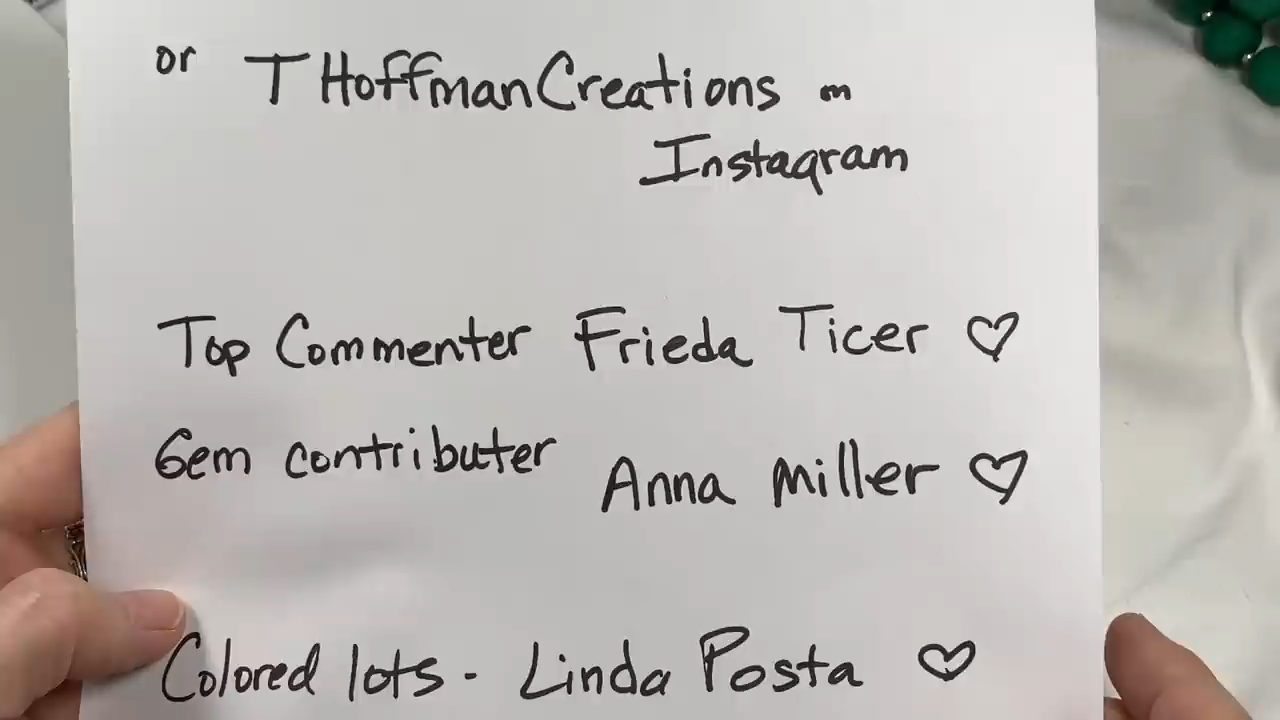 or THoffmanCreations on
Instagram
Top Commenter Frieda Ticer ♡
Gem contributer Anna Miller ♡
Colored lots - Linda Posta ♡